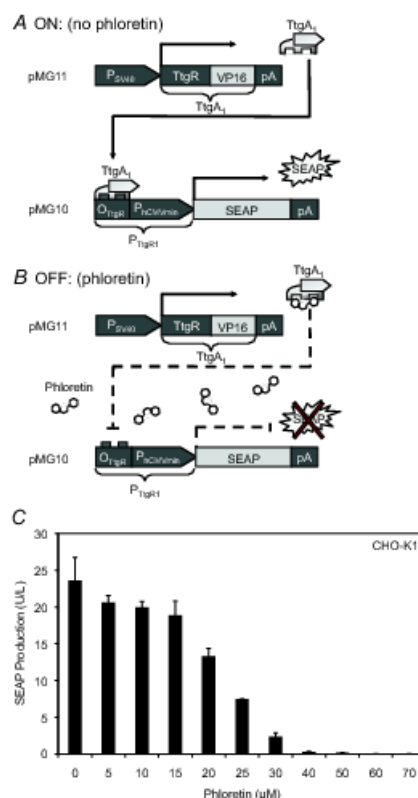 A ON: (no phloretin)
TtgA1
pMG11
PSV40
TtgR
VP16
pA
TtgA1
TtgA1
SEAP
pMG10
OTtgR
PhCMVmin
SEAP
pA
PTtgR1
B OFF: (phloretin)
TtgA1
pMG11
PSV40
TtgR
VP16
pA
TtgA1
Phloretin
SEAP
pMG10
OTtgR
PhCMVmin
SEAP
pA
PTtgR1
C
CHO-K1
SEAP Production (U/L)
30
25
20
15
10
5
0
0 5 10 15 20 25 30 40 50 60 70
Phloretin (µM)